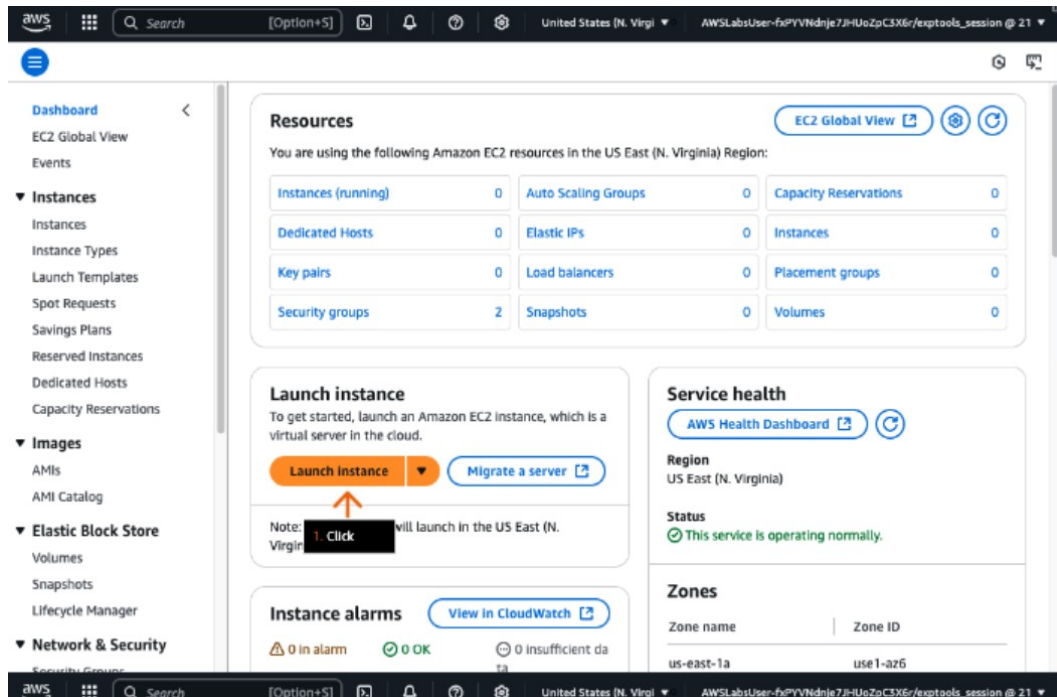 aws Search [Option+S] United States (N. Virgi AWSLabsUser-fxPYVNdnje7JHUoZpC3X6r/exptools_session @ 21
Dashboard
EC2 Global View
Events
Instances
Instances
Instance Types
Launch Templates
Spot Requests
Savings Plans
Reserved Instances
Dedicated Hosts
Capacity Reservations
Images
AMIs
AMI Catalog
Elastic Block Store
Volumes
Snapshots
Lifecycle Manager
Network & Security
Security Groups
Resources
EC2 Global View
You are using the following Amazon EC2 resources in the US East (N. Virginia) Region:
Instances (running) 0 Auto Scaling Groups 0 Capacity Reservations 0
Dedicated Hosts 0 Elastic IPs 0 Instances 0
Key pairs 0 Load balancers 0 Placement groups 0
Security groups 2 Snapshots 0 Volumes 0
Launch instance
To get started, launch an Amazon EC2 instance, which is a
virtual server in the cloud.
Launch instance Migrate a server
1. Click
Note: will launch in the US East (N.
Virgin
Instance alarms View in CloudWatch
0 in alarm 0 OK 0 insufficient da
ta
Service health
AWS Health Dashboard
Region
US East (N. Virginia)
Status
This service is operating normally.
Zones
Zone name Zone ID
us-east-1a use1-az6
aws Search [Option+S] United States (N. Virgi AWSLabsUser-fxPYVNdnje7JHUoZpC3X6r/exptools_session @ 21